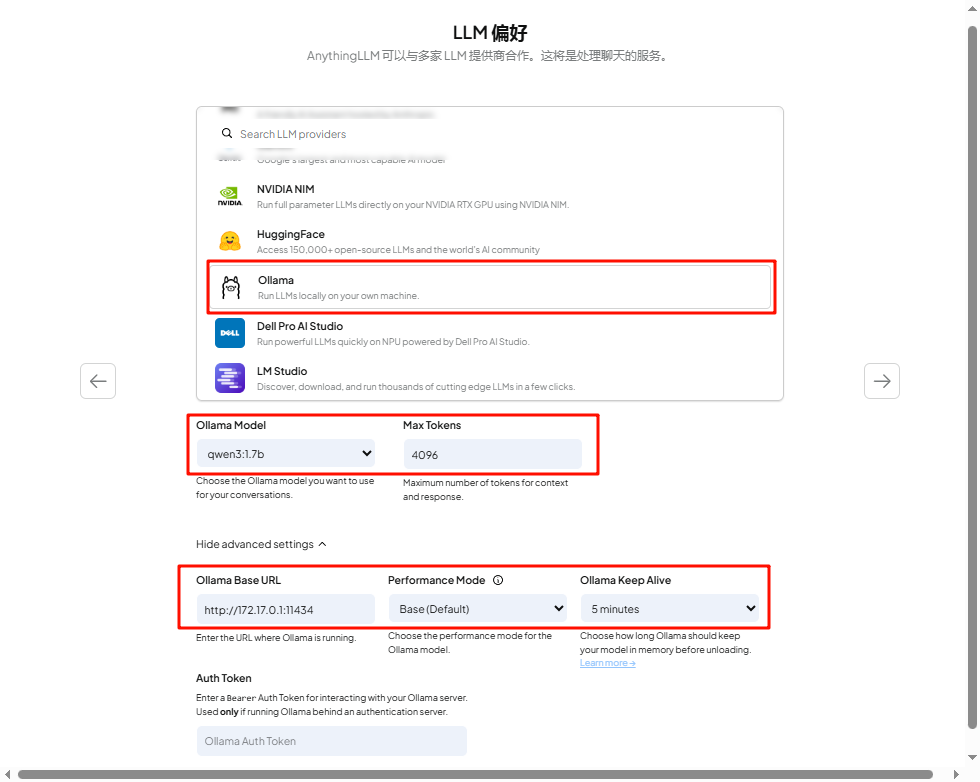 LLM 偏好
AnythingLLM 可以与多家 LLM 提供商合作。这将是处理聊天的服务。
Search LLM providers
Google's largest and most capable AI model
NVIDIA NIM
Run full parameter LLMs directly on your NVIDIA RTX GPU using NVIDIA NIM.
HuggingFace
Access 150,000+ open-source LLMs and the world's AI community
Ollama
Run LLMs locally on your own machine.
DELL
Dell Pro AI Studio
Run powerful LLMs quickly on NPU powered by Dell Pro AI Studio.
LM Studio
Discover, download, and run thousands of cutting edge LLMs in a few clicks.
Ollama Model
Max Tokens
qwen3:1.7b
4096
Choose the Ollama model you want to use
for your conversations.
Maximum number of tokens for context
and response.
Hide advanced settings
Ollama Base URL
Performance Mode
Ollama Keep Alive
http://172.17.0.1:11434
Base (Default)
5 minutes
Enter the URL where Ollama is running.
Choose the performance mode for the
Ollama model.
Choose how long Ollama should keep
your model in memory before unloading.
Learn more →
Auth Token
Enter a Bearer Auth Token for interacting with your Ollama server.
Used only if running Ollama behind an authentication server.
Ollama Auth Token